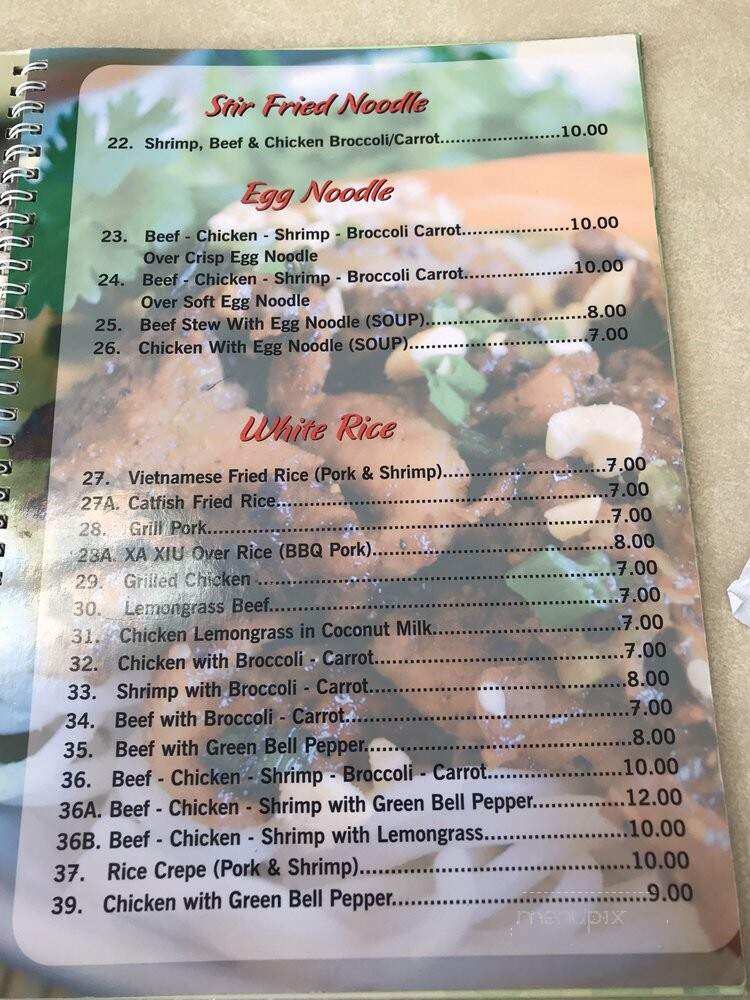 Stir Fried Noodle
22. Shrimp, Beef & Chicken Broccoli/Carrot......................10.00
Egg Noodle
23. Beef - Chicken - Shrimp - Broccoli Carrot....................10.00
Over Crisp Egg Noodle
24. Beef - Chicken - Shrimp - Broccoli Carrot....................10.00
Over Soft Egg Noodle
25. Beef Stew With Egg Noodle (SOUP)..............................8.00
26. Chicken With Egg Noodle (SOUP)................................7.00
White Rice
27. Vietnamese Fried Rice (Pork & Shrimp)..........................7.00
27A. Catfish Fried Rice............................................................7.00
28. Grill Pork..........................................................................7.00
28A. XA XIU Over Rice (BBQ Pork)...........................................8.00
29. Grilled Chicken ................................................................7.00
30. Lemongrass Beef..............................................................7.00
31. Chicken Lemongrass in Coconut Milk..................................7.00
32. Chicken with Broccoli - Carrot............................................7.00
33. Shrimp with Broccoli - Carrot.............................................8.00
34. Beef with Broccoli - Carrot..................................................7.00
35. Beef with Green Bell Pepper...............................................8.00
36. Beef - Chicken - Shrimp - Broccoli - Carrot........................10.00
36A. Beef - Chicken - Shrimp with Green Bell Pepper................12.00
36B. Beef - Chicken - Shrimp with Lemongrass.........................10.00
37. Rice Crepe (Pork & Shrimp)................................................10.00
39. Chicken with Green Bell Pepper...........................................9.00
menupix